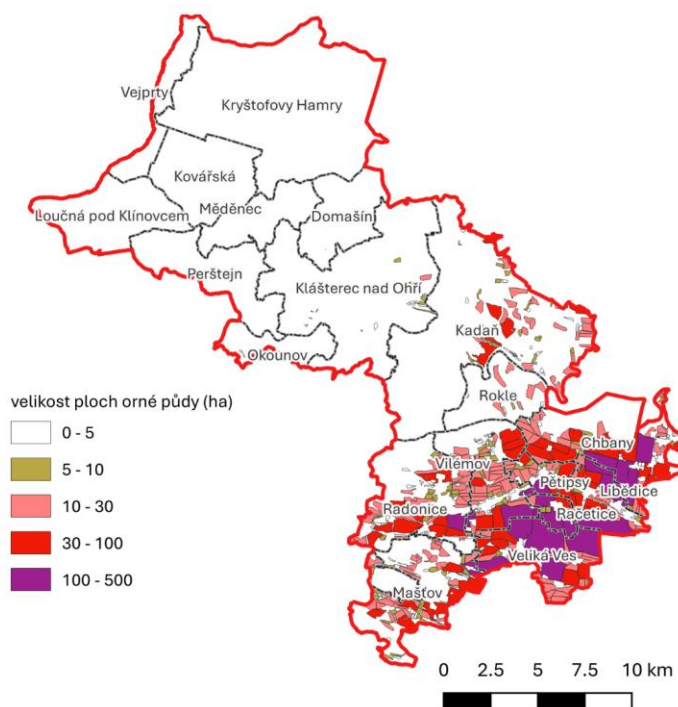 Vejprty
Kryštofovy Hamry
Kovářská
Loučná pod Klínovcem
Měděnec
Domašín
Perštejn
Klášterec nad Ohří
Kadaň
Okounov
Rokle
velikost ploch orné půdy (ha)
0 - 5
5 - 10
10 - 30
30 - 100
100 - 500
Chbany
Vilémov
Pětipsy
Libědice
Radonice
Račetice
Veliká Ves
Mašťov
0 2.5 5 7.5 10 km